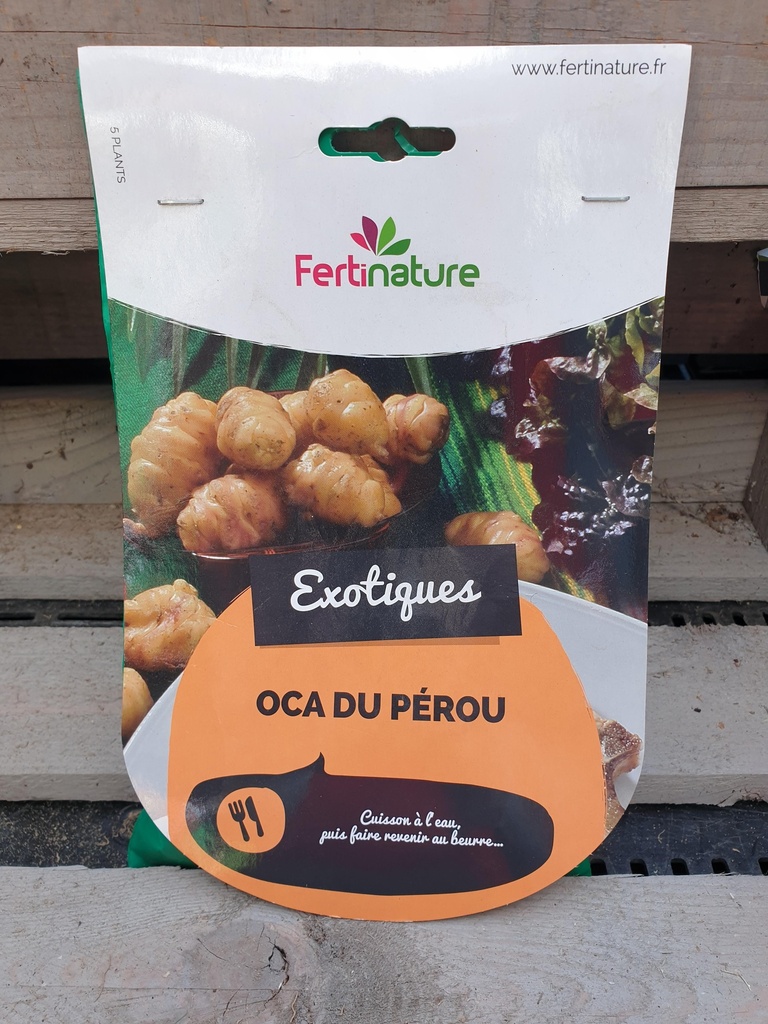 www.fertinature.fr
5 PLANTS
Fertinature
Exotiques
OCA DU PÉROU
Cuisson à l'eau,
puis faire revenir au beurre...